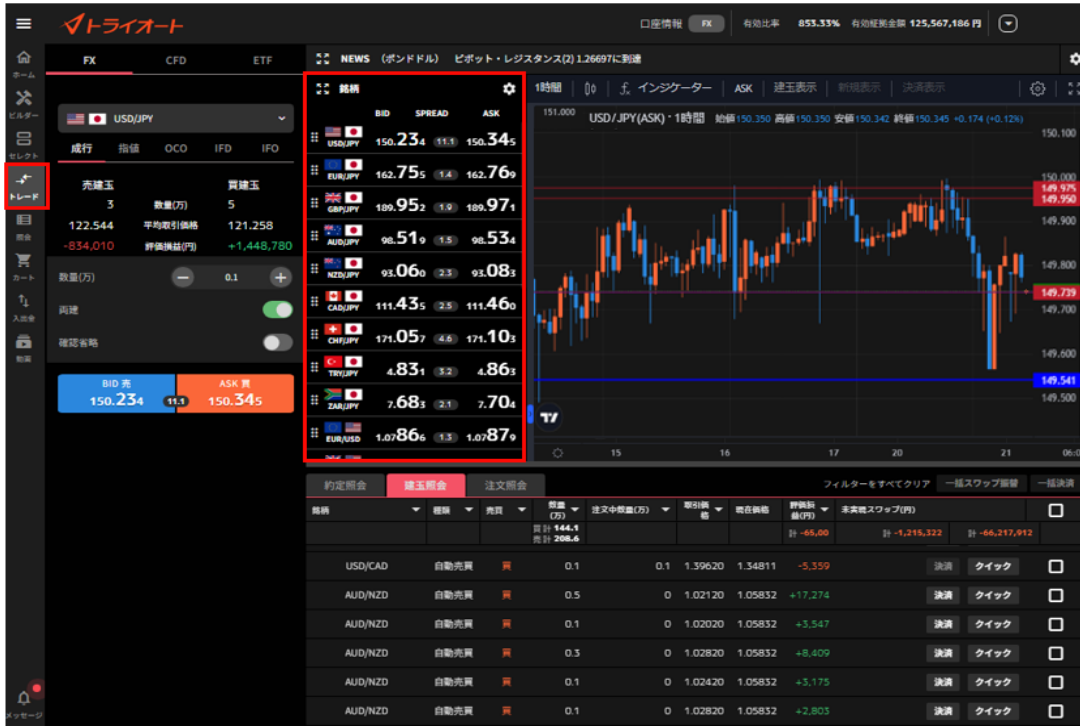 トライオート
口座情報 FX 有効比率 853.33% 有効証拠金額 125,567,186 円
ホーム
ビルダー
セレクト
トレード
照会
カート
入出金
動画
メッセージ
FX CFD ETF
USD/JPY
成行 指値 OCO IFD IFO
売建玉 買建玉
3 数量(万) 5
122.544 平均取引価格 121.258
-834,010 評価損益(円) +1,448,780
数量(万) 0.1
両建
確認省略
BID 売 ASK 買
150.234 11.1 150.345
NEWS (ポンドドル) ピボット・レジスタンス(2) 1.26697に到達
銘柄
BID SPREAD ASK
USD/JPY 150.234 11.1 150.345
EUR/JPY 162.755 1.4 162.769
GBP/JPY 189.952 1.9 189.971
AUD/JPY 98.519 1.5 98.534
NZD/JPY 93.060 2.3 93.083
CAD/JPY 111.435 2.5 111.460
CHF/JPY 171.057 4.6 171.103
TRY/JPY 4.831 3.2 4.863
ZAR/JPY 7.683 2.1 7.704
EUR/USD 1.07866 1.3 1.07879
1時間 インジケーター ASK 建玉表示 新規表示 決済表示
151.000 USD/JPY(ASK)・1時間 始値150.350 高値150.350 安値150.342 終値150.345 +0.174 (+0.12%)
150.100
150.000
149.975
149.950
149.900
149.800
149.739
149.700
149.600
149.541
149.500
15 16 17 20 21 06:0
約定照会 建玉照会 注文照会 フィルターをすべてクリア 一括スワップ振替 一括決済
銘柄 種類 売買 数量(万) 注文中数量(万) 取引価格 現在価格 評価損益(円) 未実現スワップ(円)
買計 144.1
売計 208.6
計 -65,00 計 -1,215,322 計 -66,217,912
USD/CAD 自動売買 買 0.1 0.1 1.39620 1.34811 -5,359 決済 クイック
AUD/NZD 自動売買 買 0.5 0 1.02120 1.05832 +17,274 決済 クイック
AUD/NZD 自動売買 買 0.1 0 1.02020 1.05832 +3,547 決済 クイック
AUD/NZD 自動売買 買 0.3 0 1.02820 1.05832 +8,409 決済 クイック
AUD/NZD 自動売買 買 0.1 0 1.02420 1.05832 +3,175 決済 クイック
AUD/NZD 自動売買 買 0.1 0 1.02820 1.05832 +2,803 決済 クイック